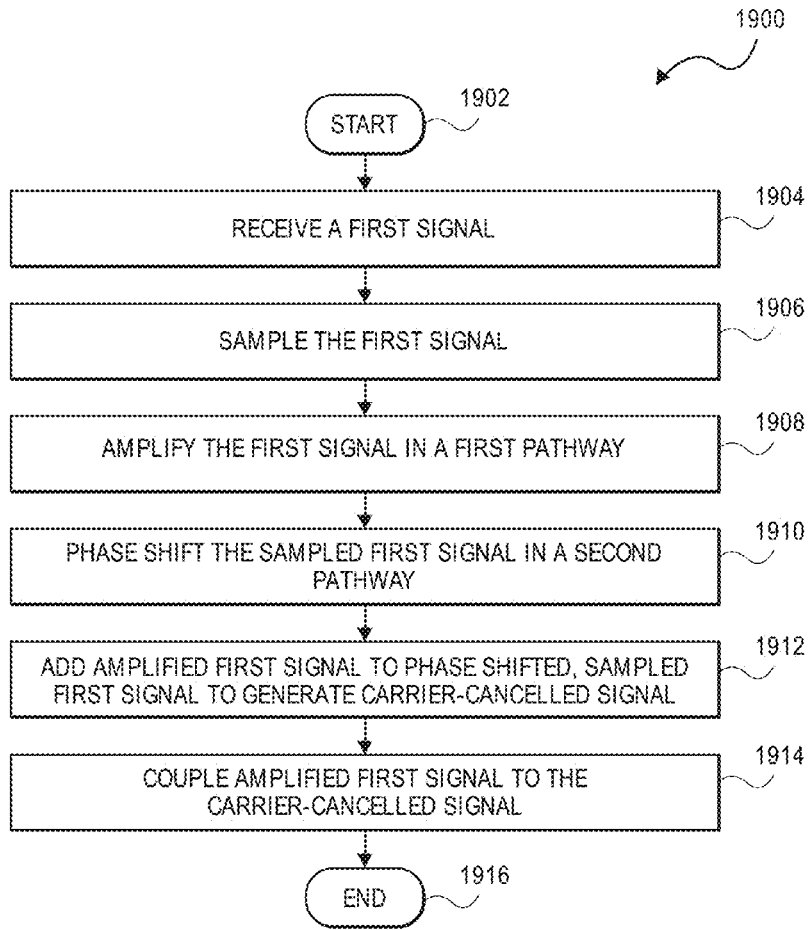 1900
START
1902
1904
RECEIVE A FIRST SIGNAL
1906
SAMPLE THE FIRST SIGNAL
1908
AMPLIFY THE FIRST SIGNAL IN A FIRST PATHWAY
1910
PHASE SHIFT THE SAMPLED FIRST SIGNAL IN A SECOND
PATHWAY
1912
ADD AMPLIFIED FIRST SIGNAL TO PHASE SHIFTED, SAMPLED
FIRST SIGNAL TO GENERATE CARRIER-CANCELLED SIGNAL
1914
COUPLE AMPLIFIED FIRST SIGNAL TO THE
CARRIER-CANCELLED SIGNAL
END
1916